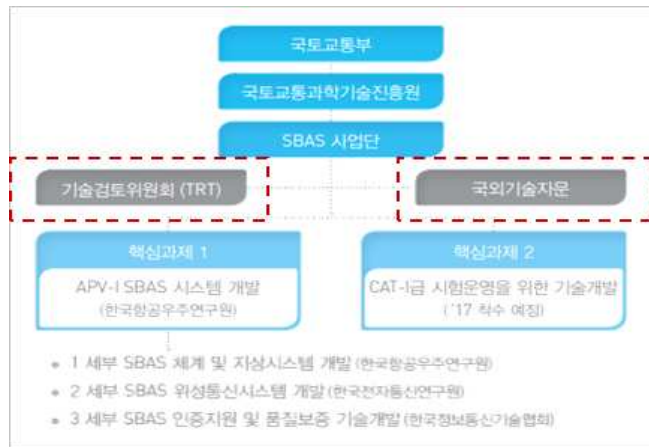 국토교통부
국토교통과학기술진흥원
SBAS 사업단
기술검토위원회 (TRT)
국외기술자문
핵심과제 1
APV-I SBAS 시스템 개발
(한국항공우주연구원)
핵심과제 2
CAT-I급 시험운영을 위한 기술개발
( '17 착수 예정)
• 1 세부 SBAS 체계 및 지상시스템 개발 (한국항공우주연구원)
• 2 세부 SBAS 위성통신시스템 개발 (한국전자통신연구원)
• 3 세부 SBAS 인증지원 및 품질보증 기술개발 (한국정보통신기술협회)